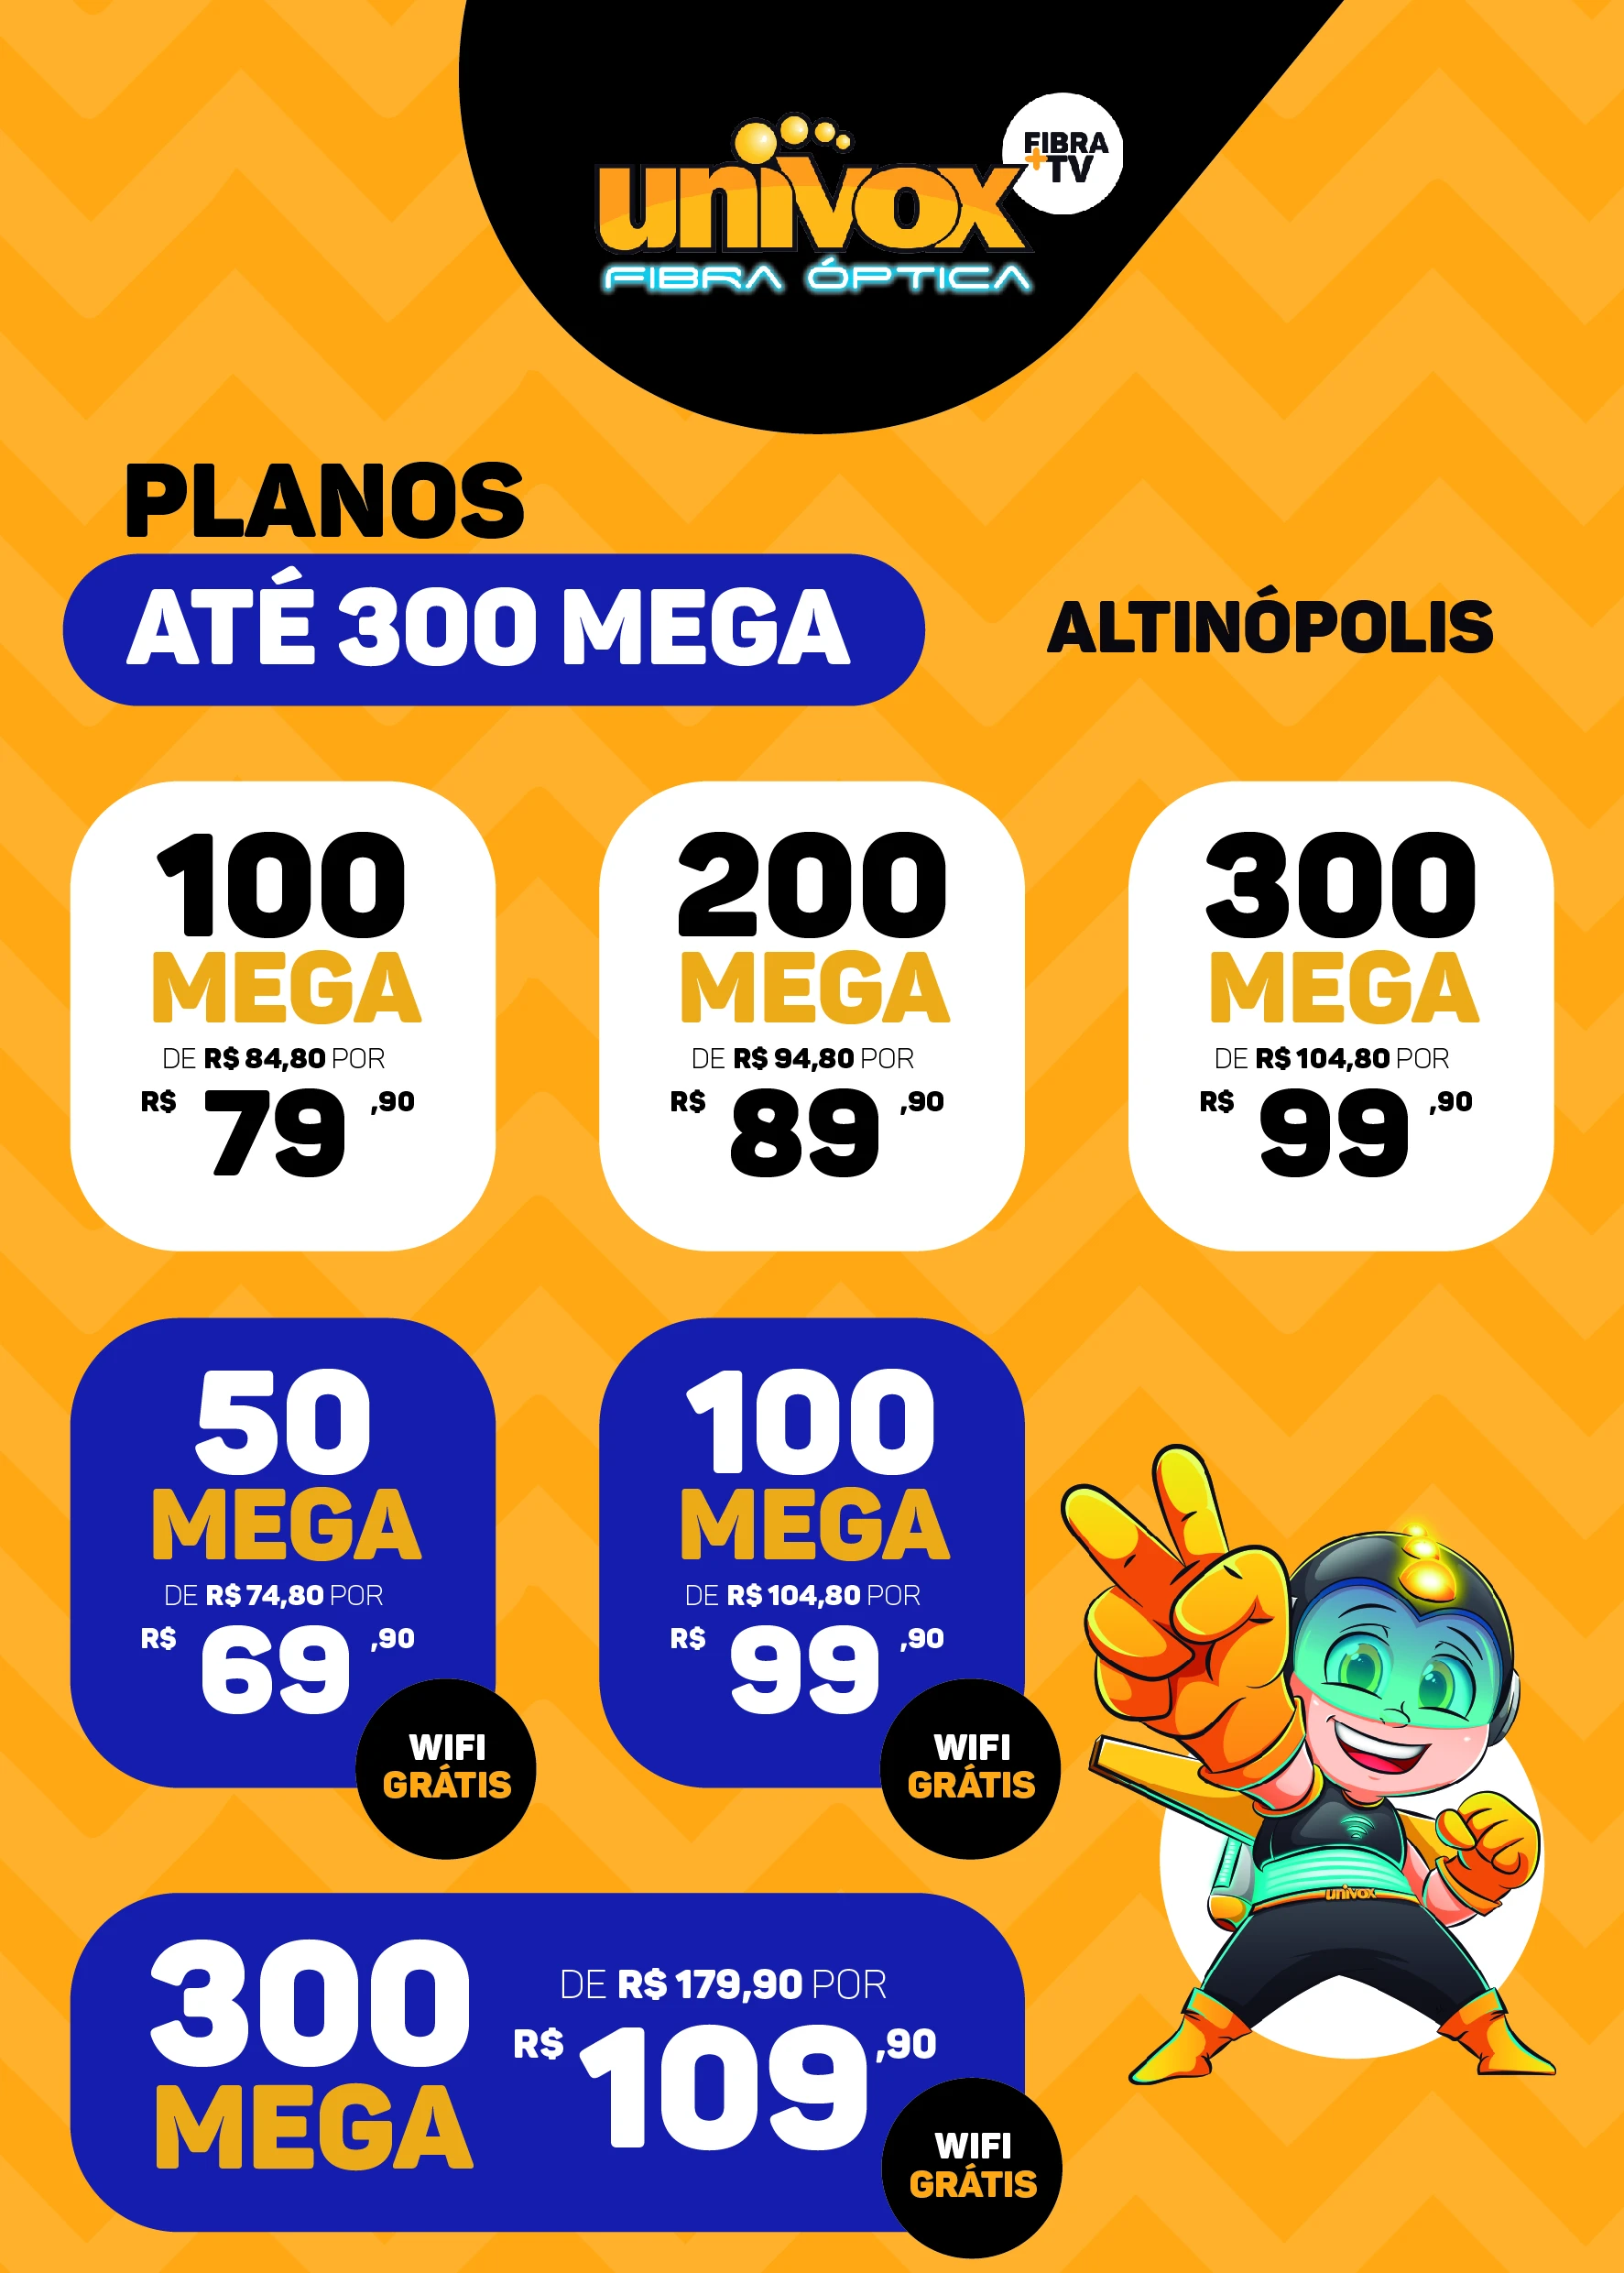 univox
FIBRA
+TV
FIBRA ÓPTICA
PLANOS
ATÉ 300 MEGA
ALTINÓPOLIS
100
MEGA
DE R$ 84,80 POR
R$ 79,90
200
MEGA
DE R$ 94,80 POR
R$ 89,90
300
MEGA
DE R$ 104,80 POR
R$ 99,90
50
MEGA
DE R$ 74,80 POR
R$ 69,90
WIFI
GRÁTIS
100
MEGA
DE R$ 104,80 POR
R$ 99,90
WIFI
GRÁTIS
univox
300
MEGA
DE R$ 179,90 POR
R$ 109,90
WIFI
GRÁTIS